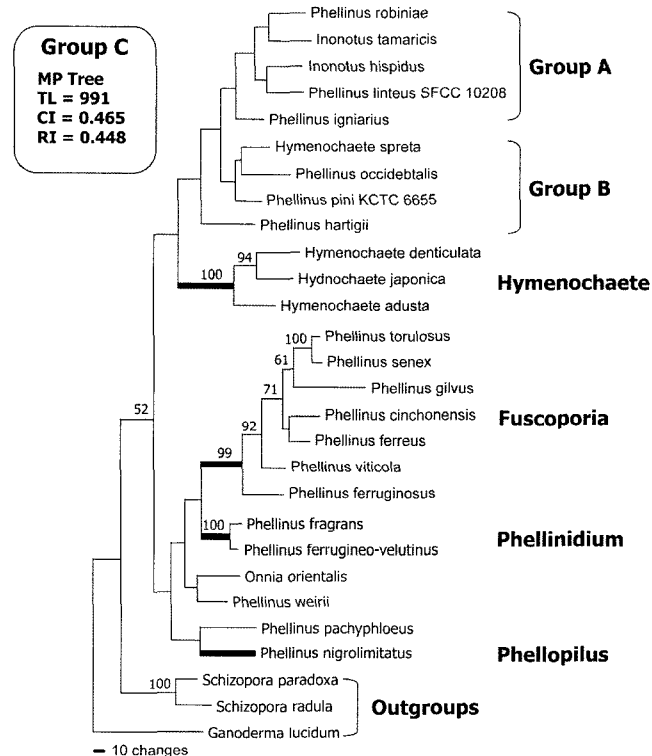 Group C
MP Tree
TL = 991
CI = 0.465
RI = 0.448
Phellinus robiniae
Inonotus tamaricis
Inonotus hispidus
Phellinus linteus SFCC 10208
Phellinus igniarius
Group A
Hymenochaete spreta
Phellinus occidebtalis
Phellinus pini KCTC 6655
Phellinus hartigii
Group B
94
100
Hymenochaete denticulata
Hydnochaete japonica
Hymenochaete adusta
Hymenochaete
100
61
71
92
99
52
Phellinus torulosus
Phellinus senex
Phellinus gilvus
Phellinus cinchonensis
Phellinus ferreus
Phellinus viticola
Phellinus ferruginosus
Fuscoporia
100
Phellinus fragrans
Phellinus ferrugineo-velutinus
Phellinidium
Onnia orientalis
Phellinus weirii
Phellinus pachyphloeus
Phellinus nigrolimitatus
Phellopilus
100
Schizopora paradoxa
Schizopora radula
Ganoderma lucidum
Outgroups
10 changes